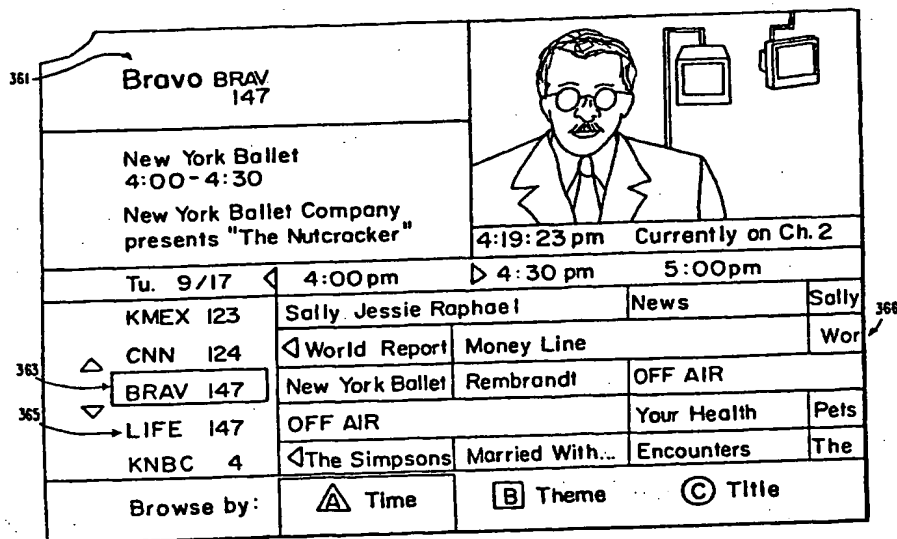 361
Bravo BRAV
147
New York Ballet
4:00-4:30
New York Ballet Company
presents "The Nutcracker"
4:19:23 pm Currently on Ch. 2
Tu. 9/17 4:00pm 4:30 pm 5:00pm
KMEX 123 Sally Jessie Raphael News Sally
366
CNN 124 World Report Money Line Wor
363
BRAV 147 New York Ballet Rembrandt OFF AIR
365
LIFE 147 OFF AIR Your Health Pets
KNBC 4 The Simpsons Married With... Encounters The
Browse by: A Time B Theme C Title